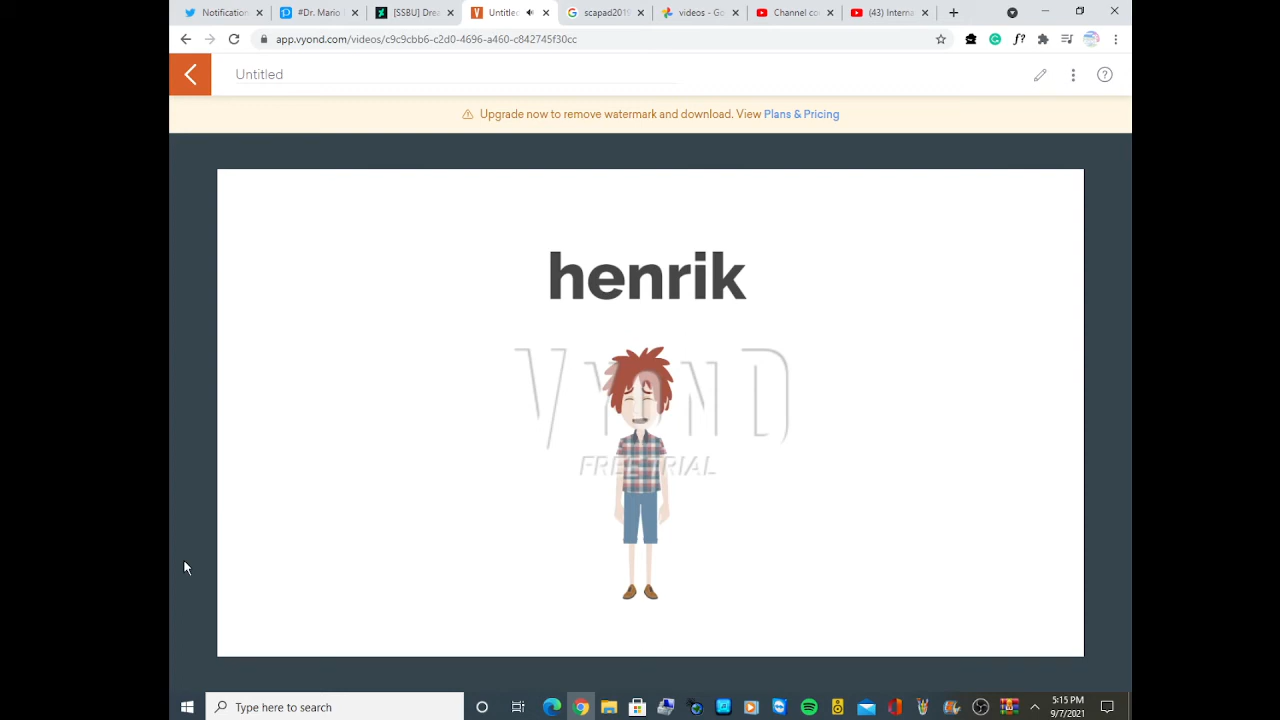 Notification
#Dr. Mario
[SSBU] Drea
Untitled
scapad2019
videos - Go
Channel co
(43) Interna
app.vyond.com/videos/c9c9cbb6-c2d0-4696-a460-c842745f30cc
f?
Untitled
Upgrade now to remove watermark and download. View Plans & Pricing
henrik
VYOND
FREE TRIAL
Type here to search
5:15 PM
9/7/2021